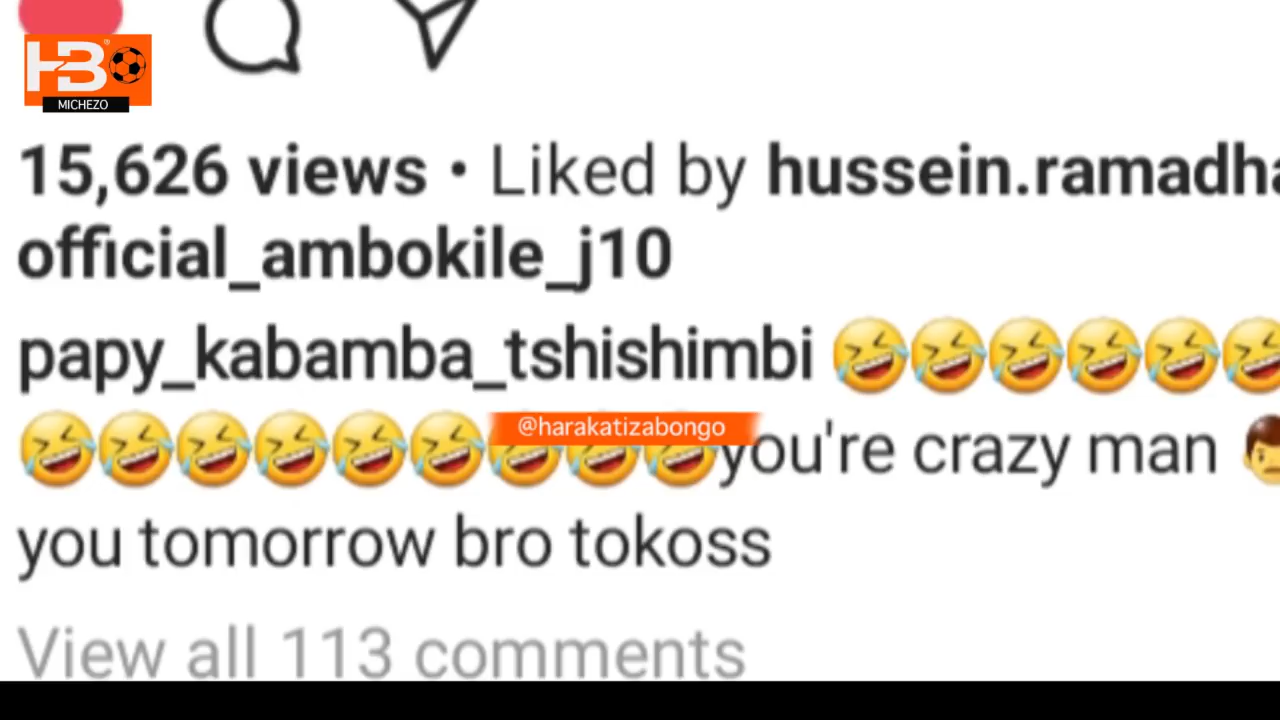 HB
MICHEZO
15,626 views • Liked by hussein.ramadha
official_ambokile_j10
papy_kabamba_tshishimbi 🤣🤣🤣🤣🤣🤣
🤣🤣🤣🤣🤣🤣🤣🤣🤣you're crazy man
@harakatizabongo
you tomorrow bro tokoss
View all 113 comments